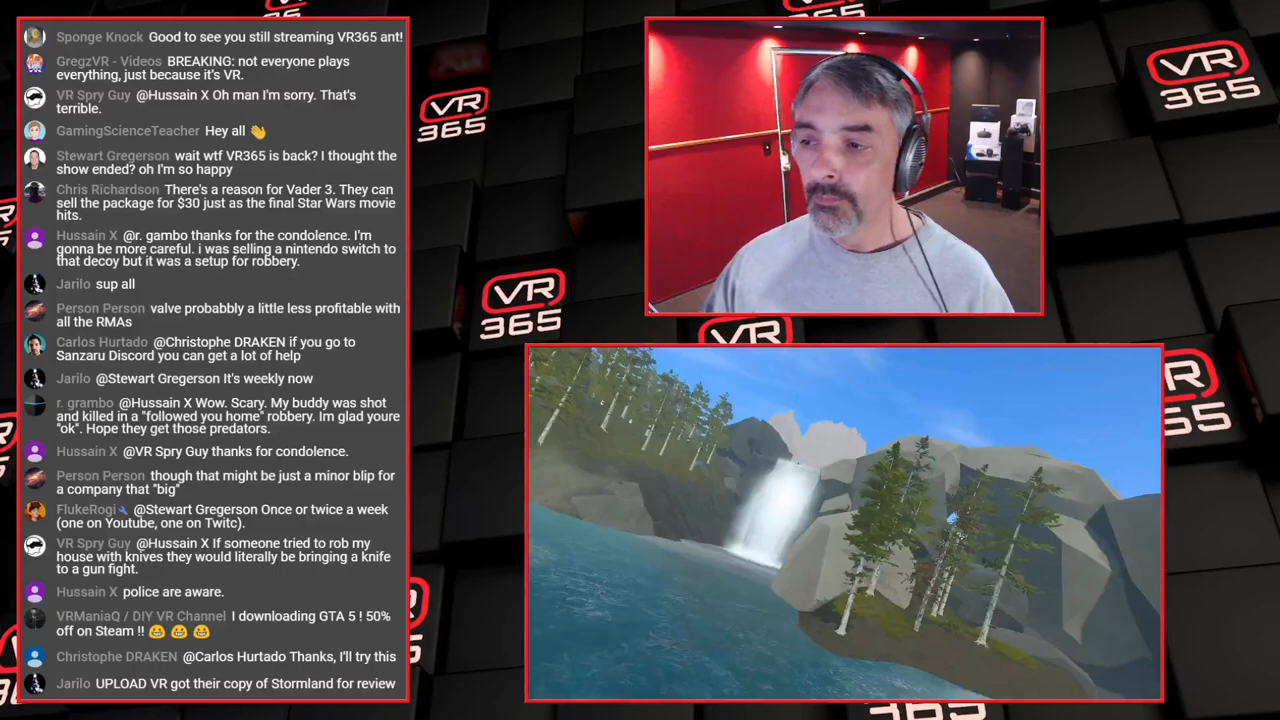 Sponge Knock Good to see you still streaming VR365 ant!
GregzVR - Videos BREAKING: not everyone plays
everything, just because it's VR.
VR Spry Guy @Hussain X Oh man I'm sorry. That's
terrible.
GamingScienceTeacher Hey all 👋
Stewart Gregerson wait wtf VR365 is back? I thought the
show ended? oh I'm so happy
Chris Richardson There's a reason for Vader 3. They can
sell the package for $30 just as the final Star Wars movie
hits.
Hussain X @r. gambo thanks for the condolence. I'm
gonna be more careful. i was selling a nintendo switch to
that decoy but it was a setup for robbery.
Jarilo sup all
Person Person valve probabbly a little less profitable with
all the RMAs
Carlos Hurtado @Christophe DRAKEN if you go to
Sanzaru Discord you can get a lot of help
Jarilo @Stewart Gregerson It's weekly now
r. grambo @Hussain X Wow. Scary. My buddy was shot
and killed in a "followed you home" robbery. Im glad youre
"ok". Hope they get those predators.
Hussain X @VR Spry Guy thanks for condolence.
Person Person though that might be just a minor blip for
a company that "big"
FlukeRogi @Stewart Gregerson Once or twice a week
(one on Youtube, one on Twitc).
VR Spry Guy @Hussain X If someone tried to rob my
house with knives they would literally be bringing a knife
to a gun fight.
Hussain X police are aware.
VRManiaQ / DIY VR Channel I downloading GTA 5 ! 50%
off on Steam !! 😂 😂 😂
Christophe DRAKEN @Carlos Hurtado Thanks, I'll try this
Jarilo UPLOAD VR got their copy of Stormland for review
VR
365
VR
365
VR
365
VR
365